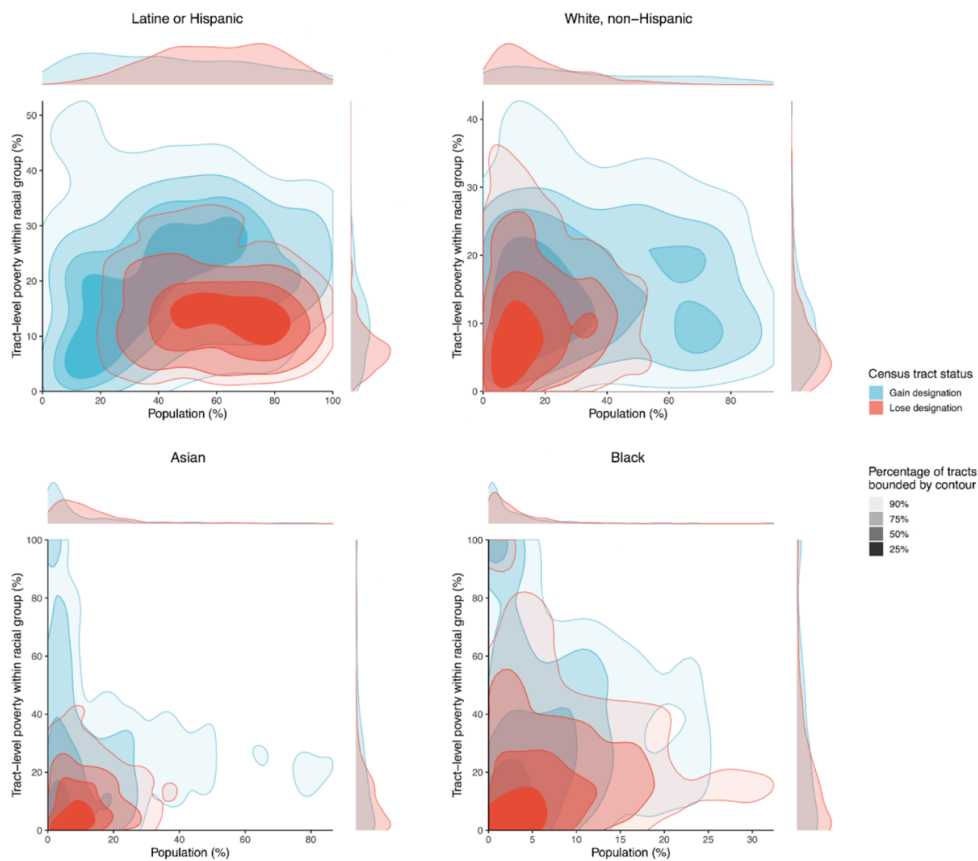 Latine or Hispanic
White, non−Hispanic
Tract−level poverty within racial group (%)
50
40
30
20
10
0
0 20 40 60 80 100
Population (%)
Tract−level poverty within racial group (%)
40
30
20
10
0
0 20 40 60 80
Population (%)
Census tract status
Gain designation
Lose designation
Asian
Black
Tract−level poverty within racial group (%)
100
80
60
40
20
0
0 20 40 60 80
Population (%)
Tract−level poverty within racial group (%)
100
80
60
40
20
0
0 5 10 15 20 25 30
Population (%)
Percentage of tracts
bounded by contour
90%
75%
50%
25%